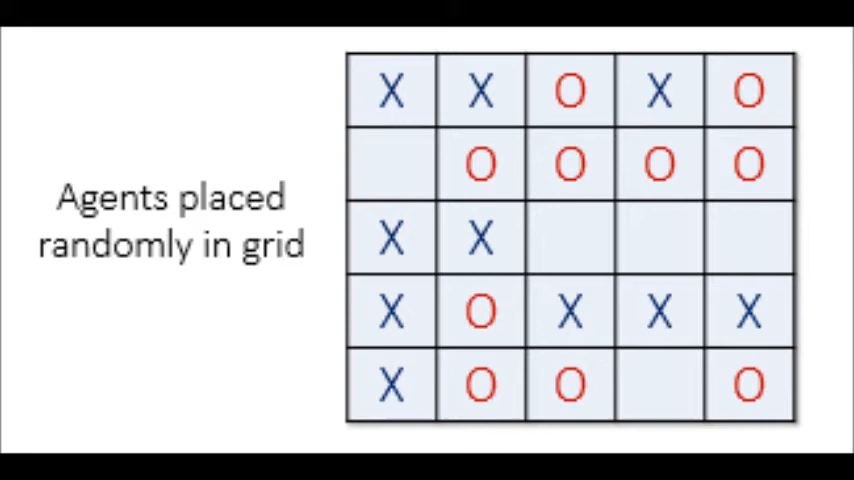 Agents placed
randomly in grid
X X O X O
O O O O
X X
X O X X X
X O O O